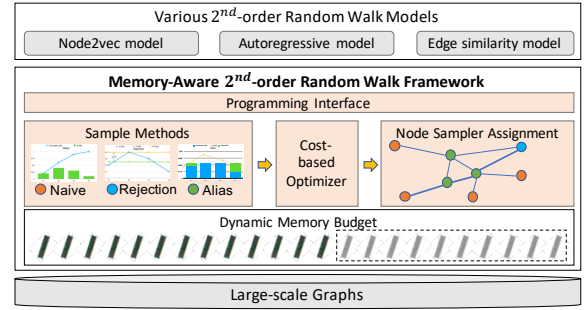 Various 2nd-order Random Walk Models
Node2vec model
Autoregressive model
Edge similarity model
Memory-Aware 2nd-order Random Walk Framework
Programming Interface
Sample Methods
Naive
Rejection
Alias
Cost-
based
Optimizer
Node Sampler Assignment
Dynamic Memory Budget
Large-scale Graphs